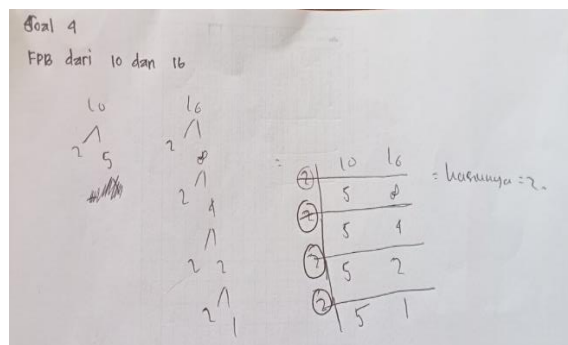 Soal 4
FPB dari 10 dan 16
10 16
2 5 2 8
2 4
2 2
2 1
=
2 10 16
2 5 8
2 5 4
2 5 2
5 1
= hasilnya = 2.